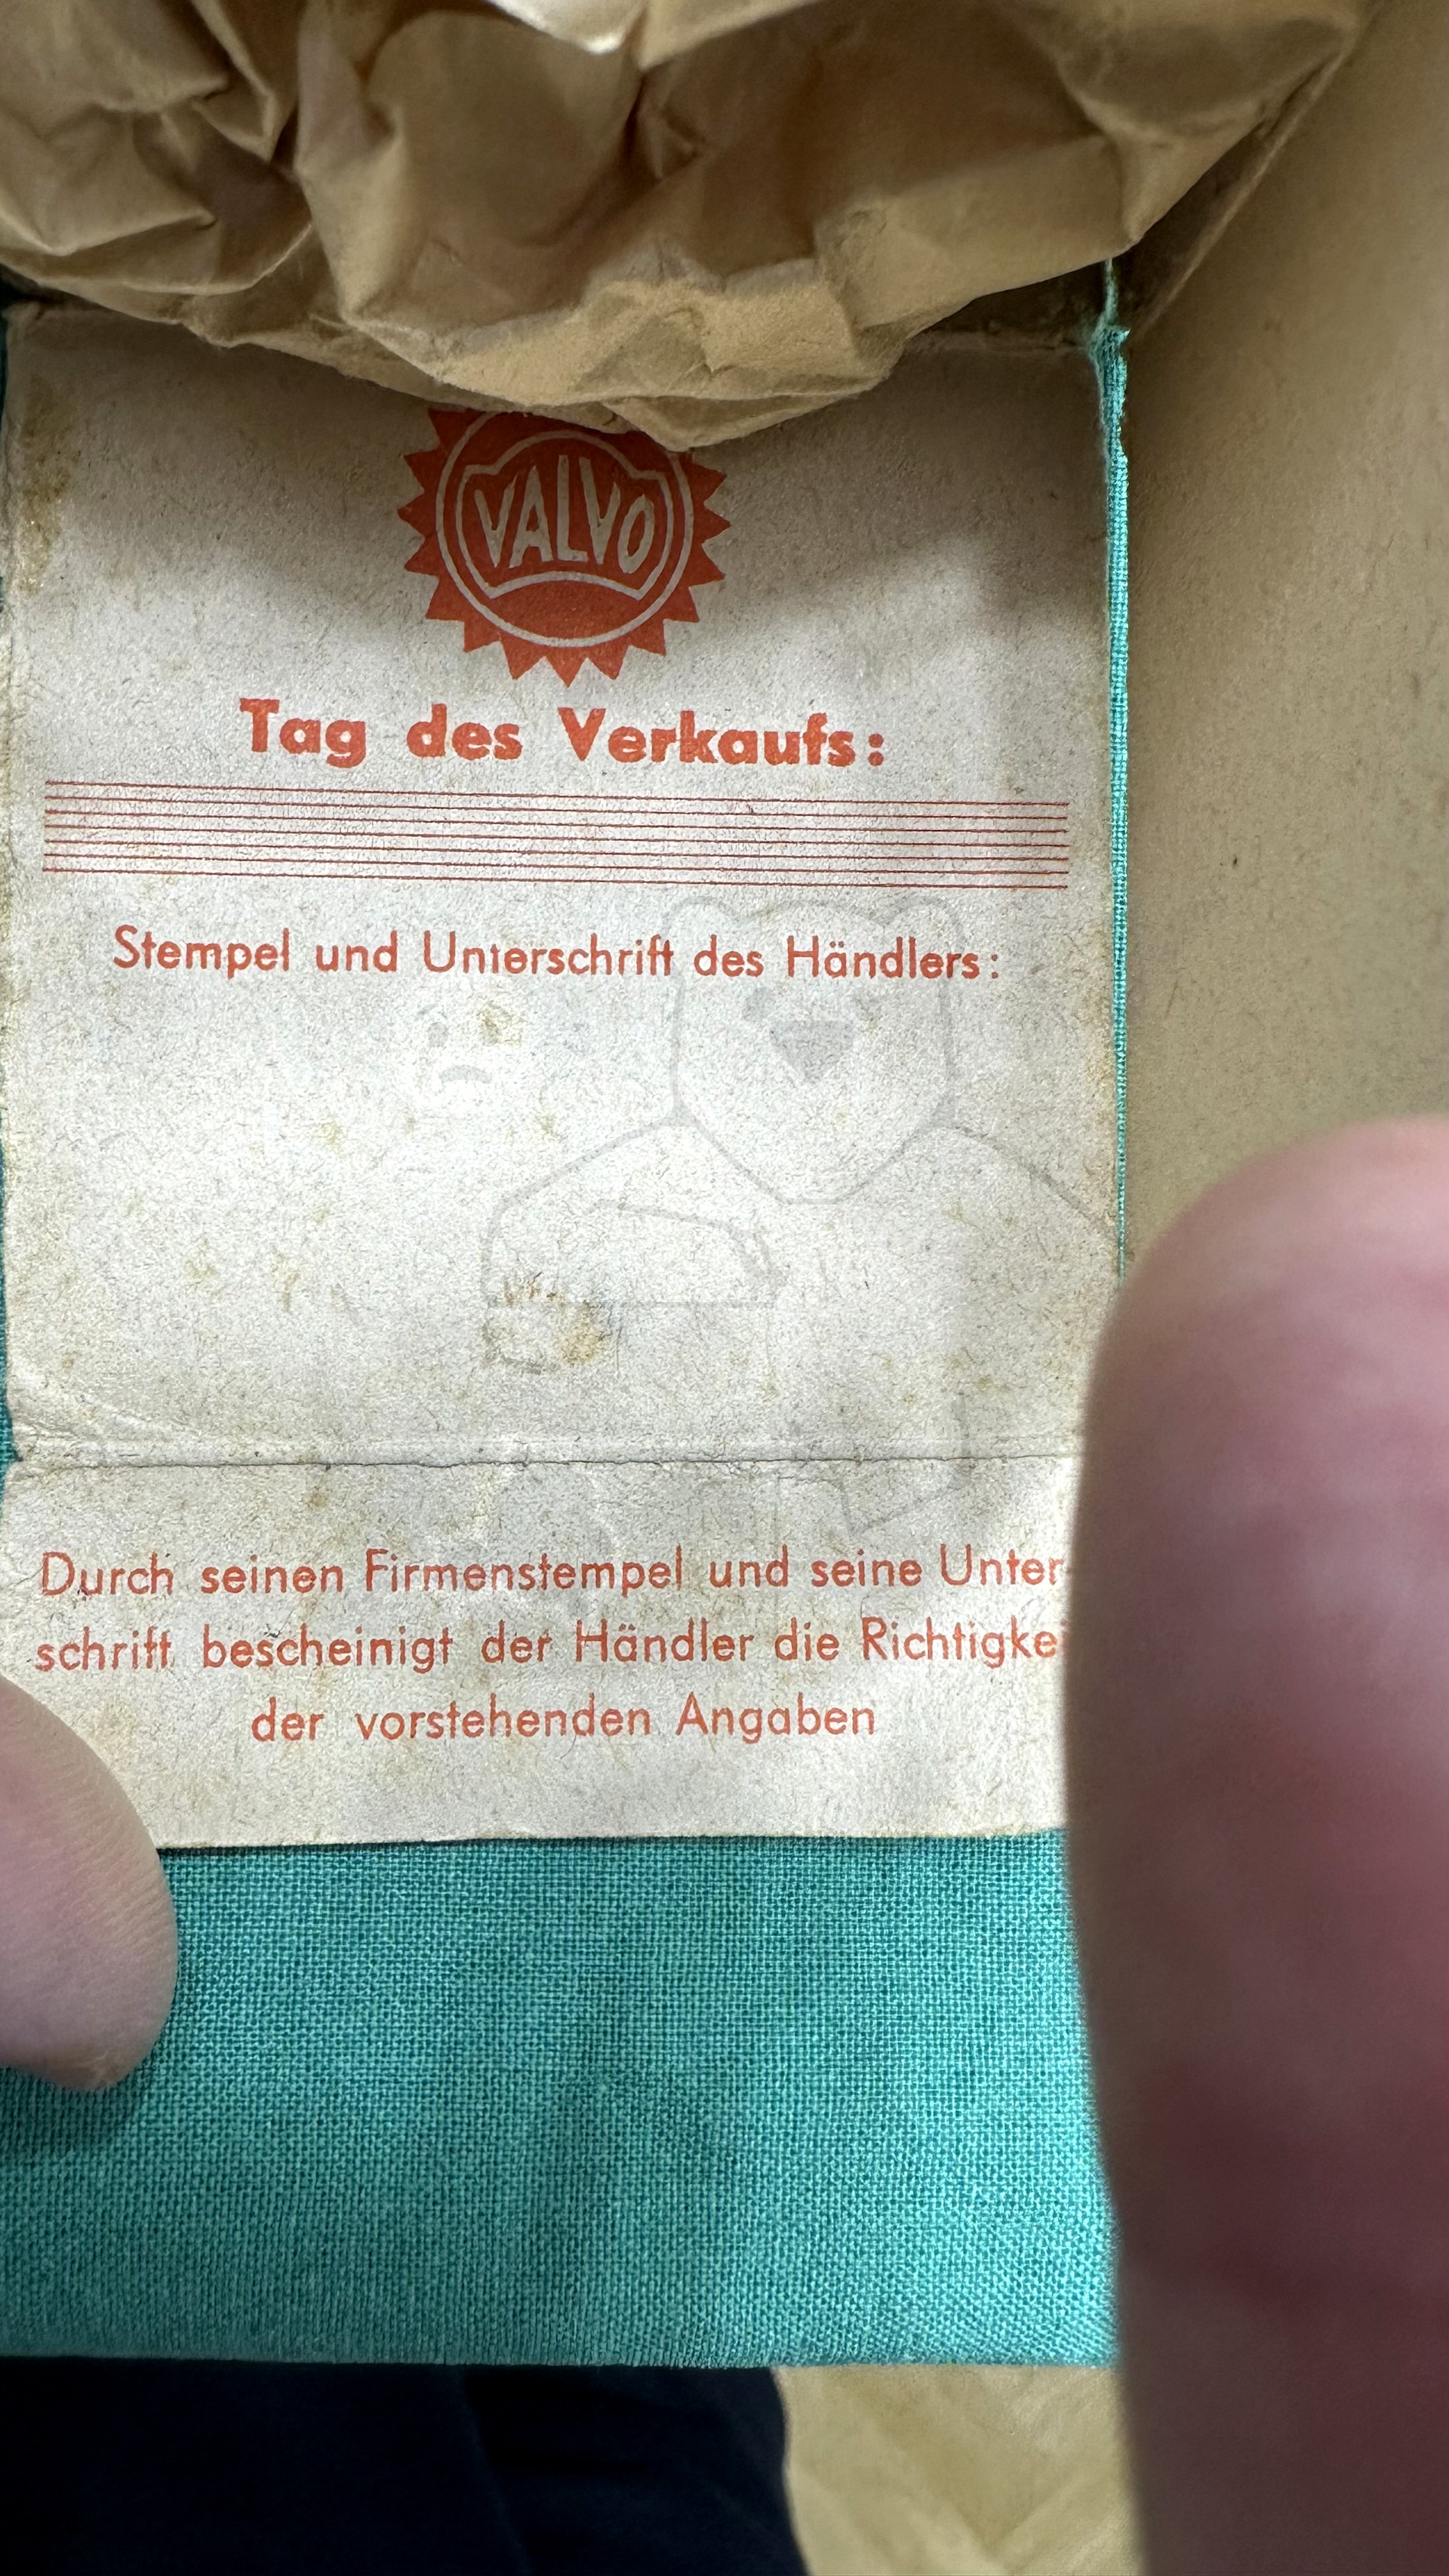 VALVO
Tag des Verkaufs:
Stempel und Unterschrift des Händlers:
Durch seinen Firmenstempel und seine Unter-
schrift bescheinigt der Händler die Richtigkei
der vorstehenden Angaben